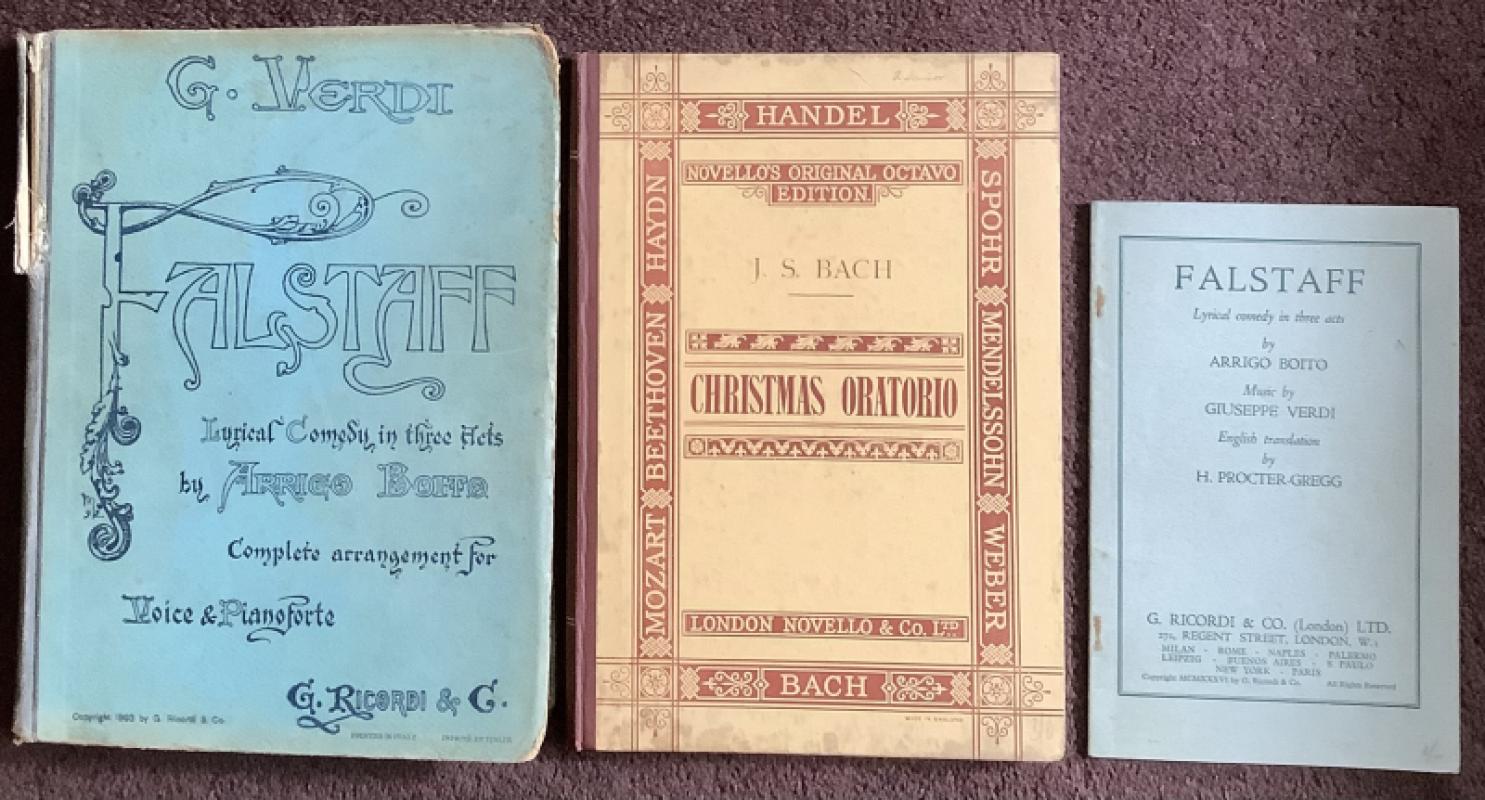 G. VERDI
FALSTAFF
Lyrical Comedy in three Acts
by ARRIGO BOITO
Complete arrangement for
Voice & Pianoforte
G. RICORDI & C.
Copyright 1893 by G. Ricordi & Co.
HANDEL
NOVELLO'S ORIGINAL OCTAVO
EDITION.
J. S. BACH
CHRISTMAS ORATORIO
LONDON NOVELLO & Co. LTD
BACH
MADE IN ENGLAND
MOZART BEETHOVEN HAYDN
SPOHR MENDELSSOHN WEBER
FALSTAFF
Lyrical comedy in three acts
by
ARRIGO BOITO
Music by
GIUSEPPE VERDI
English translation
by
H. PROCTER-GREGG
G. RICORDI & CO. (London) LTD.
271, REGENT STREET, LONDON, W.1
MILAN - ROME - NAPLES - PALERMO
LEIPZIG - BUENOS AIRES - S. PAULO
NEW YORK - PARIS
Copyright MCMXXXVI by G. Ricordi & Co. All Rights Reserved